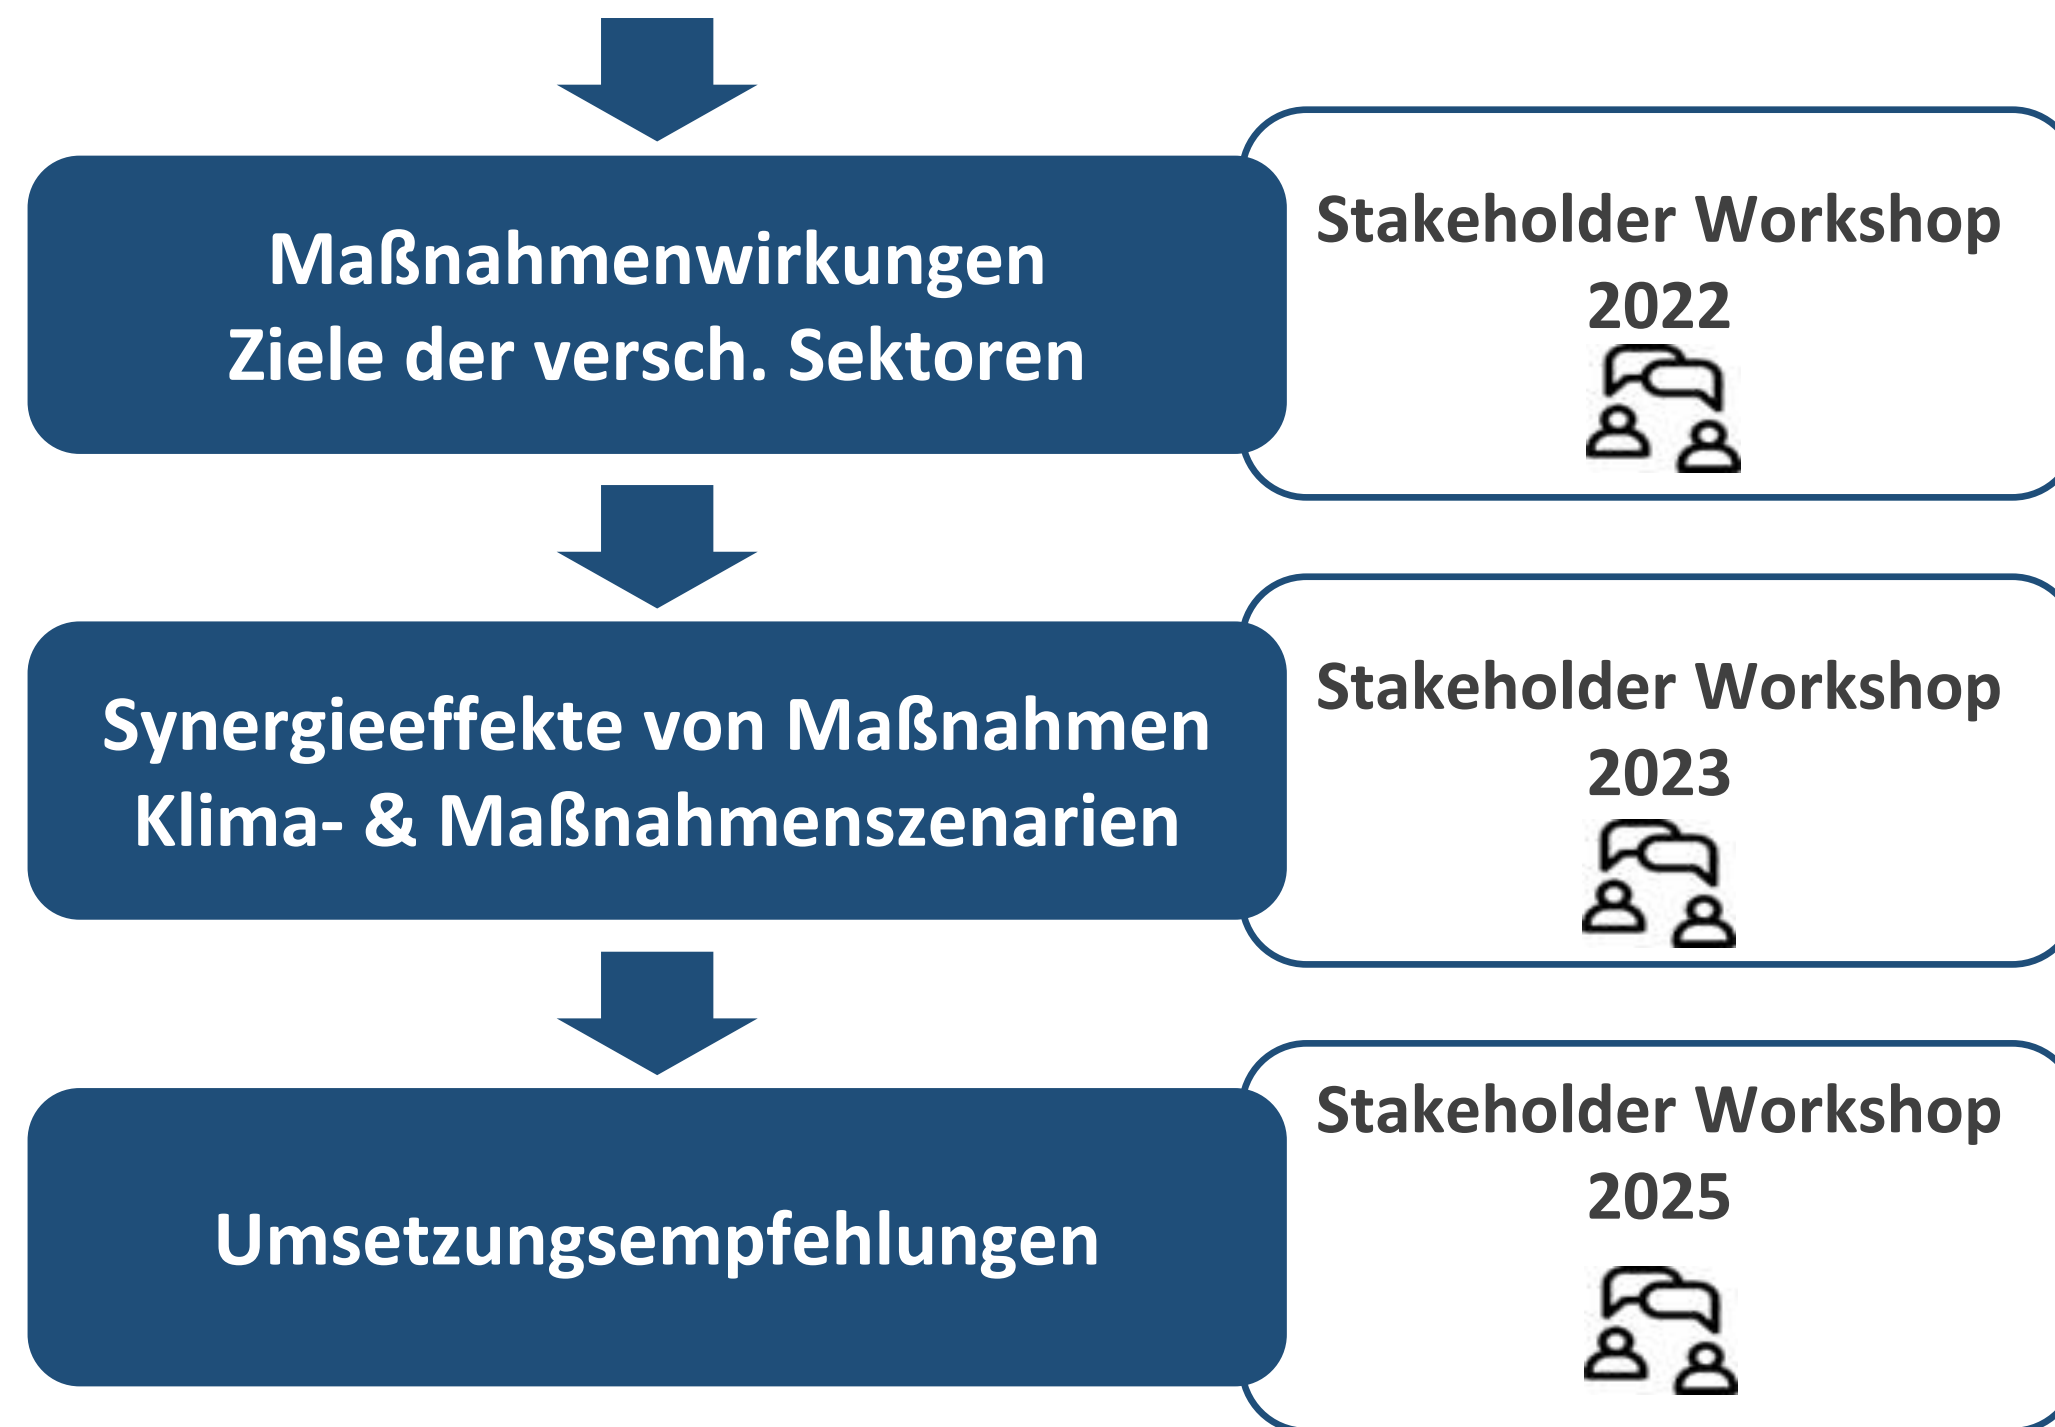 Maßnahmenwirkungen
Ziele der versch. Sektoren
Stakeholder Workshop
2022
Synergieeffekte von Maßnahmen
Klima- & Maßnahmenszenarien
Stakeholder Workshop
2023
Umsetzungsempfehlungen
Stakeholder Workshop
2025